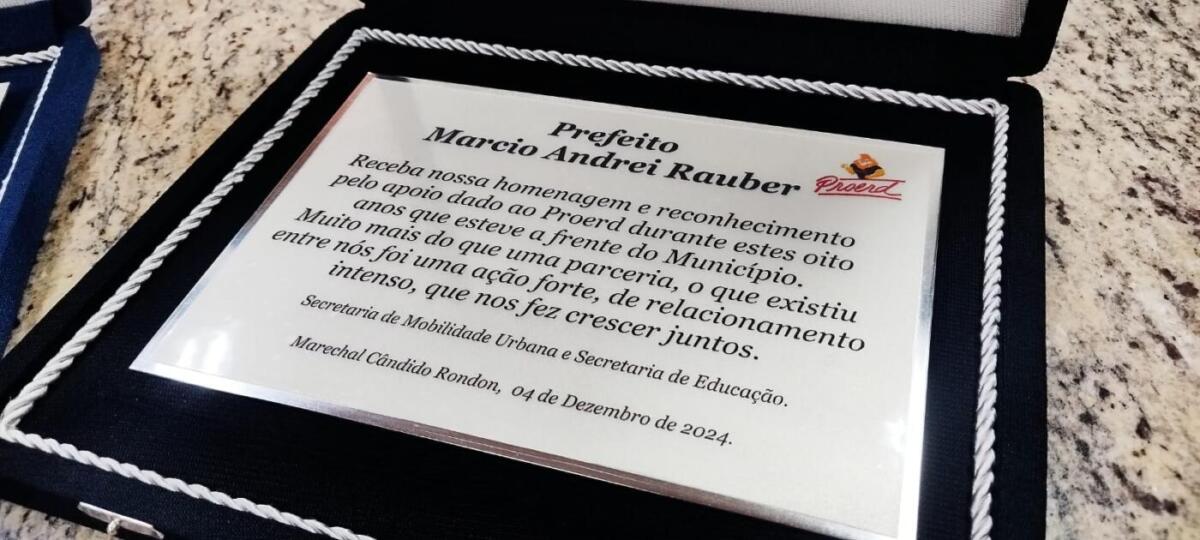 Prefeito
Marcio Andrei Rauber
Proerd
Receba nossa homenagem e reconhecimento
pelo apoio dado ao Proerd durante estes oito
anos que esteve a frente do Município.
Muito mais do que uma parceria, o que existiu
entre nós foi uma ação forte, de relacionamento
intenso, que nos fez crescer juntos.
Secretaria de Mobilidade Urbana e Secretaria de Educação.
Marechal Cândido Rondon, 04 de Dezembro de 2024.